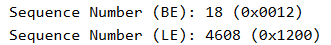 Sequence Number (BE): 18 (0x0012)
Sequence Number (LE): 4608 (0x1200)